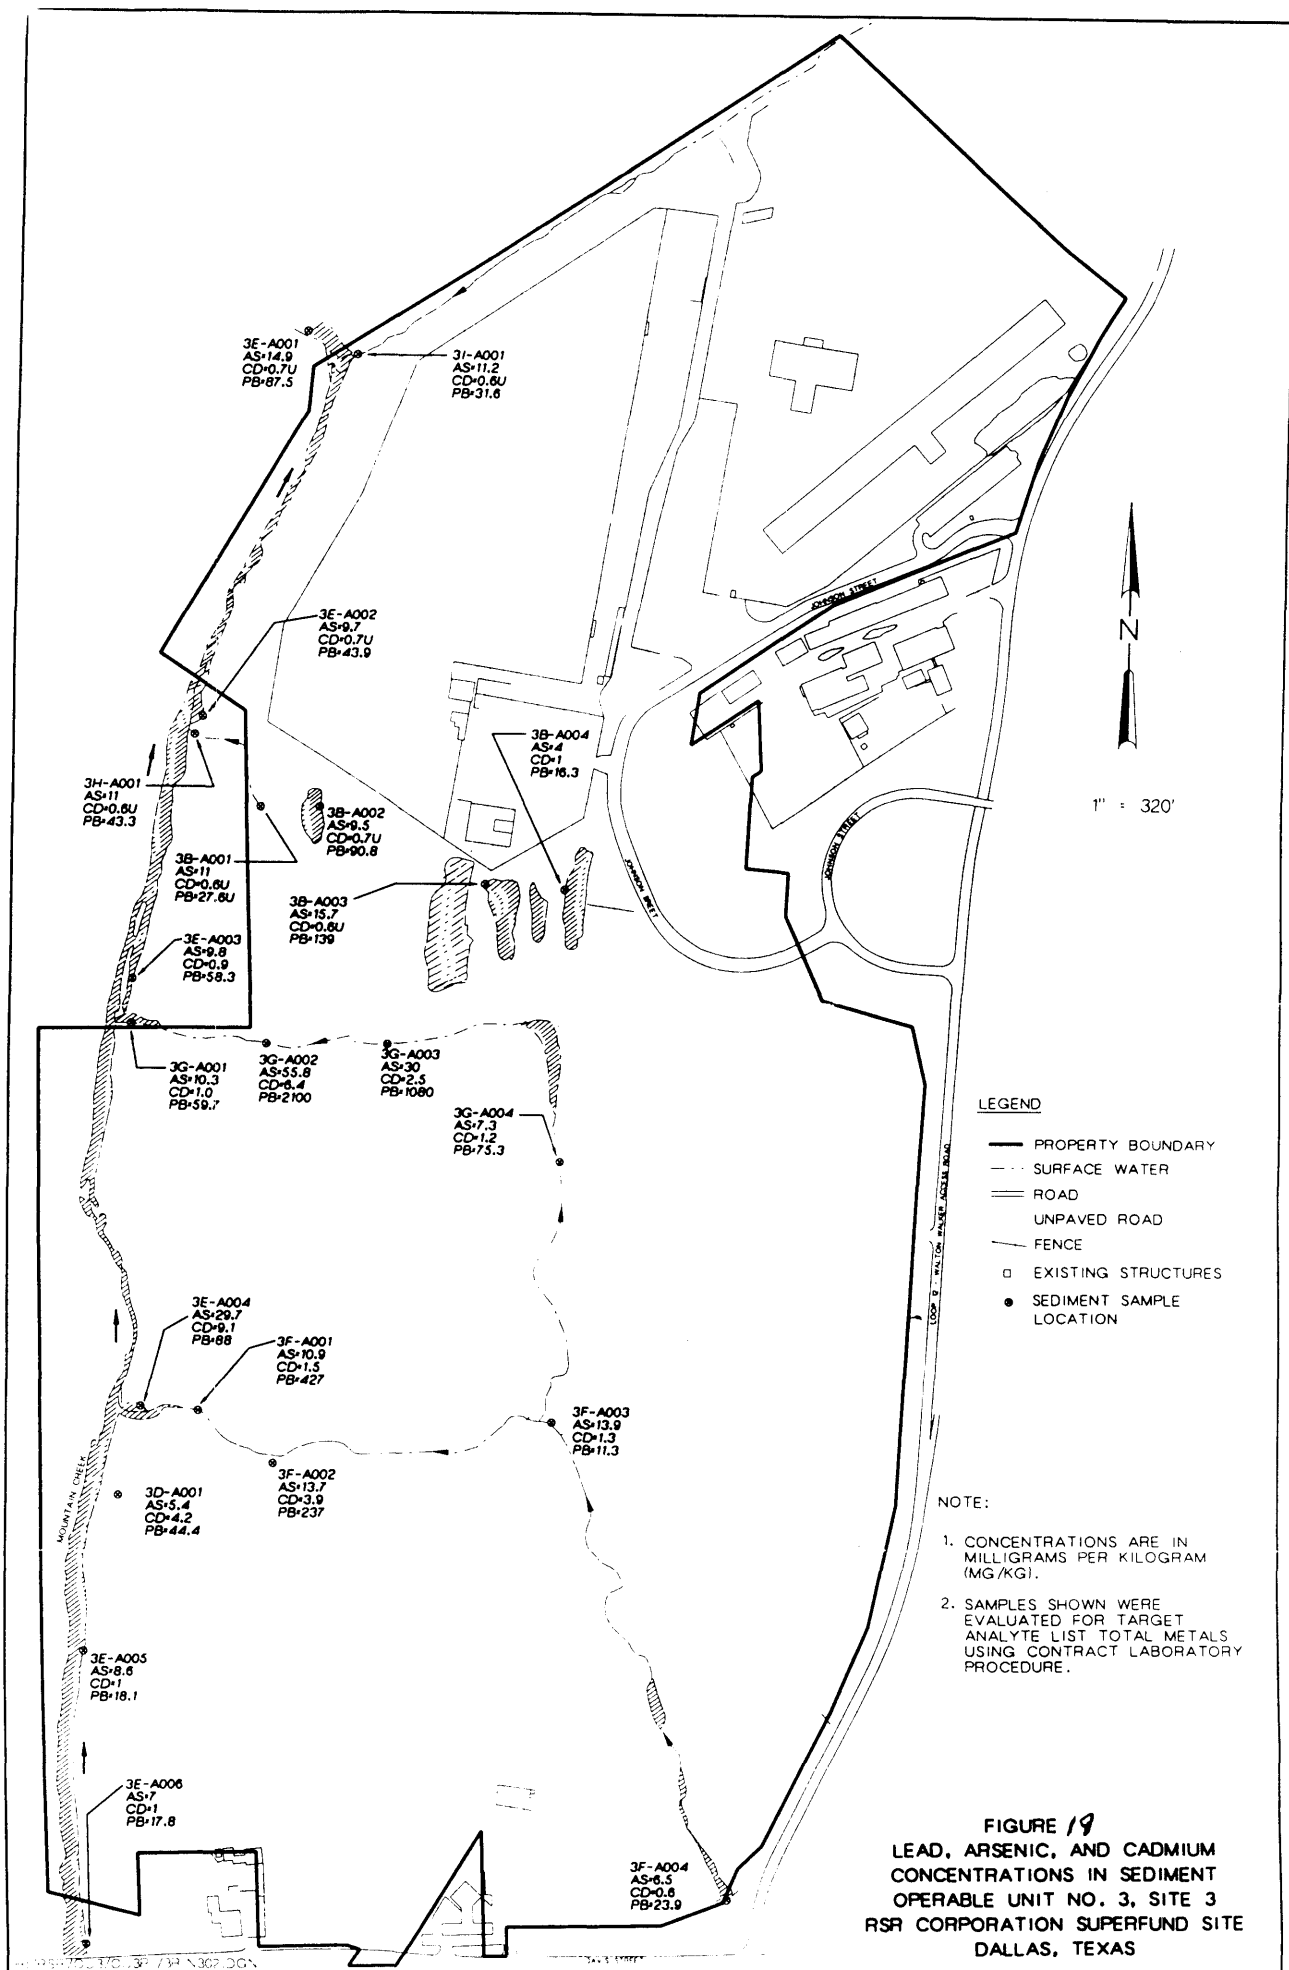 3E-A001
AS=14.9
CD=0.7U
PB=87.5
3I-A001
AS=11.2
CD=0.6U
PB=31.6
3E-A002
AS=9.7
CD=0.7U
PB=43.9
JOHNSON STREET
N
1" = 320'
3B-A004
AS=4
CD=1
PB=16.3
3H-A001
AS=11
CD=0.6U
PB=43.3
3B-A002
AS=9.5
CD=0.7U
PB=90.8
3B-A001
AS=11
CD=0.6U
PB=27.6U
3B-A003
AS=15.7
CD=0.6U
PB=139
JOHNSON STREET
JOHNSON STREET
3E-A003
AS=9.8
CD=0.9
PB=58.3
3G-A001
AS=10.3
CD=1.0
PB=59.7
3G-A002
AS=55.8
CD=6.4
PB=2100
3G-A003
AS=30
CD=2.5
PB=1080
3G-A004
AS=7.3
CD=1.2
PB=75.3
LOOP 12 - WALTON WALKER ACCESS ROAD
LEGEND
PROPERTY BOUNDARY
SURFACE WATER
ROAD
UNPAVED ROAD
FENCE
EXISTING STRUCTURES
SEDIMENT SAMPLE
LOCATION
3E-A004
AS=29.7
CD=9.1
PB=88
3F-A001
AS=10.9
CD=1.5
PB=427
3F-A003
AS=13.9
CD=1.3
PB=11.3
3F-A002
AS=13.7
CD=3.9
PB=237
MOUNTAIN CREEK
3D-A001
AS=5.4
CD=4.2
PB=44.4
NOTE:
1. CONCENTRATIONS ARE IN
MILLIGRAMS PER KILOGRAM
(MG/KG).
2. SAMPLES SHOWN WERE
EVALUATED FOR TARGET
ANALYTE LIST TOTAL METALS
USING CONTRACT LABORATORY
PROCEDURE.
3E-A005
AS=8.6
CD=1
PB=18.1
3E-A006
AS=7
CD=1
PB=17.8
3F-A004
AS=6.5
CD=0.6
PB=23.9
FIGURE 19
LEAD, ARSENIC, AND CADMIUM
CONCENTRATIONS IN SEDIMENT
OPERABLE UNIT NO. 3, SITE 3
RSR CORPORATION SUPERFUND SITE
DALLAS, TEXAS